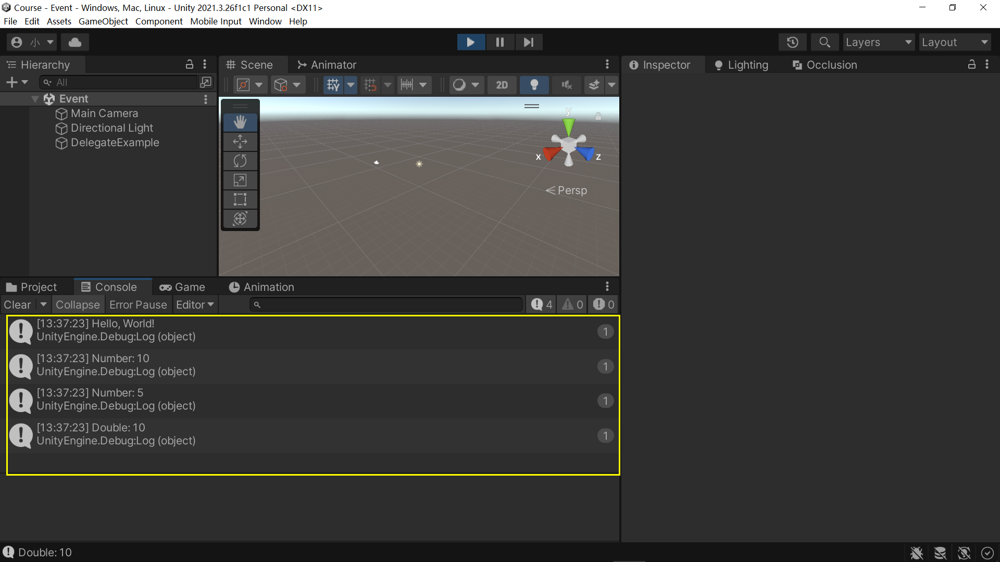 Course - Event - Windows, Mac, Linux - Unity 2021.3.26f1c1 Personal <DX11>
File Edit Assets GameObject Component Mobile Input Window Help
小 Layers Layout
Hierarchy Scene Animator Inspector Lighting Occlusion
All 2D
Event
Main Camera
Directional Light
DelegateExample
y
x z
Persp
Project Console Game Animation
Clear Collapse Error Pause Editor 4 0 0
[13:37:23] Hello, World!
UnityEngine.Debug:Log (object) 1
[13:37:23] Number: 10
UnityEngine.Debug:Log (object) 1
[13:37:23] Number: 5
UnityEngine.Debug:Log (object) 1
[13:37:23] Double: 10
UnityEngine.Debug:Log (object) 1
Double: 10